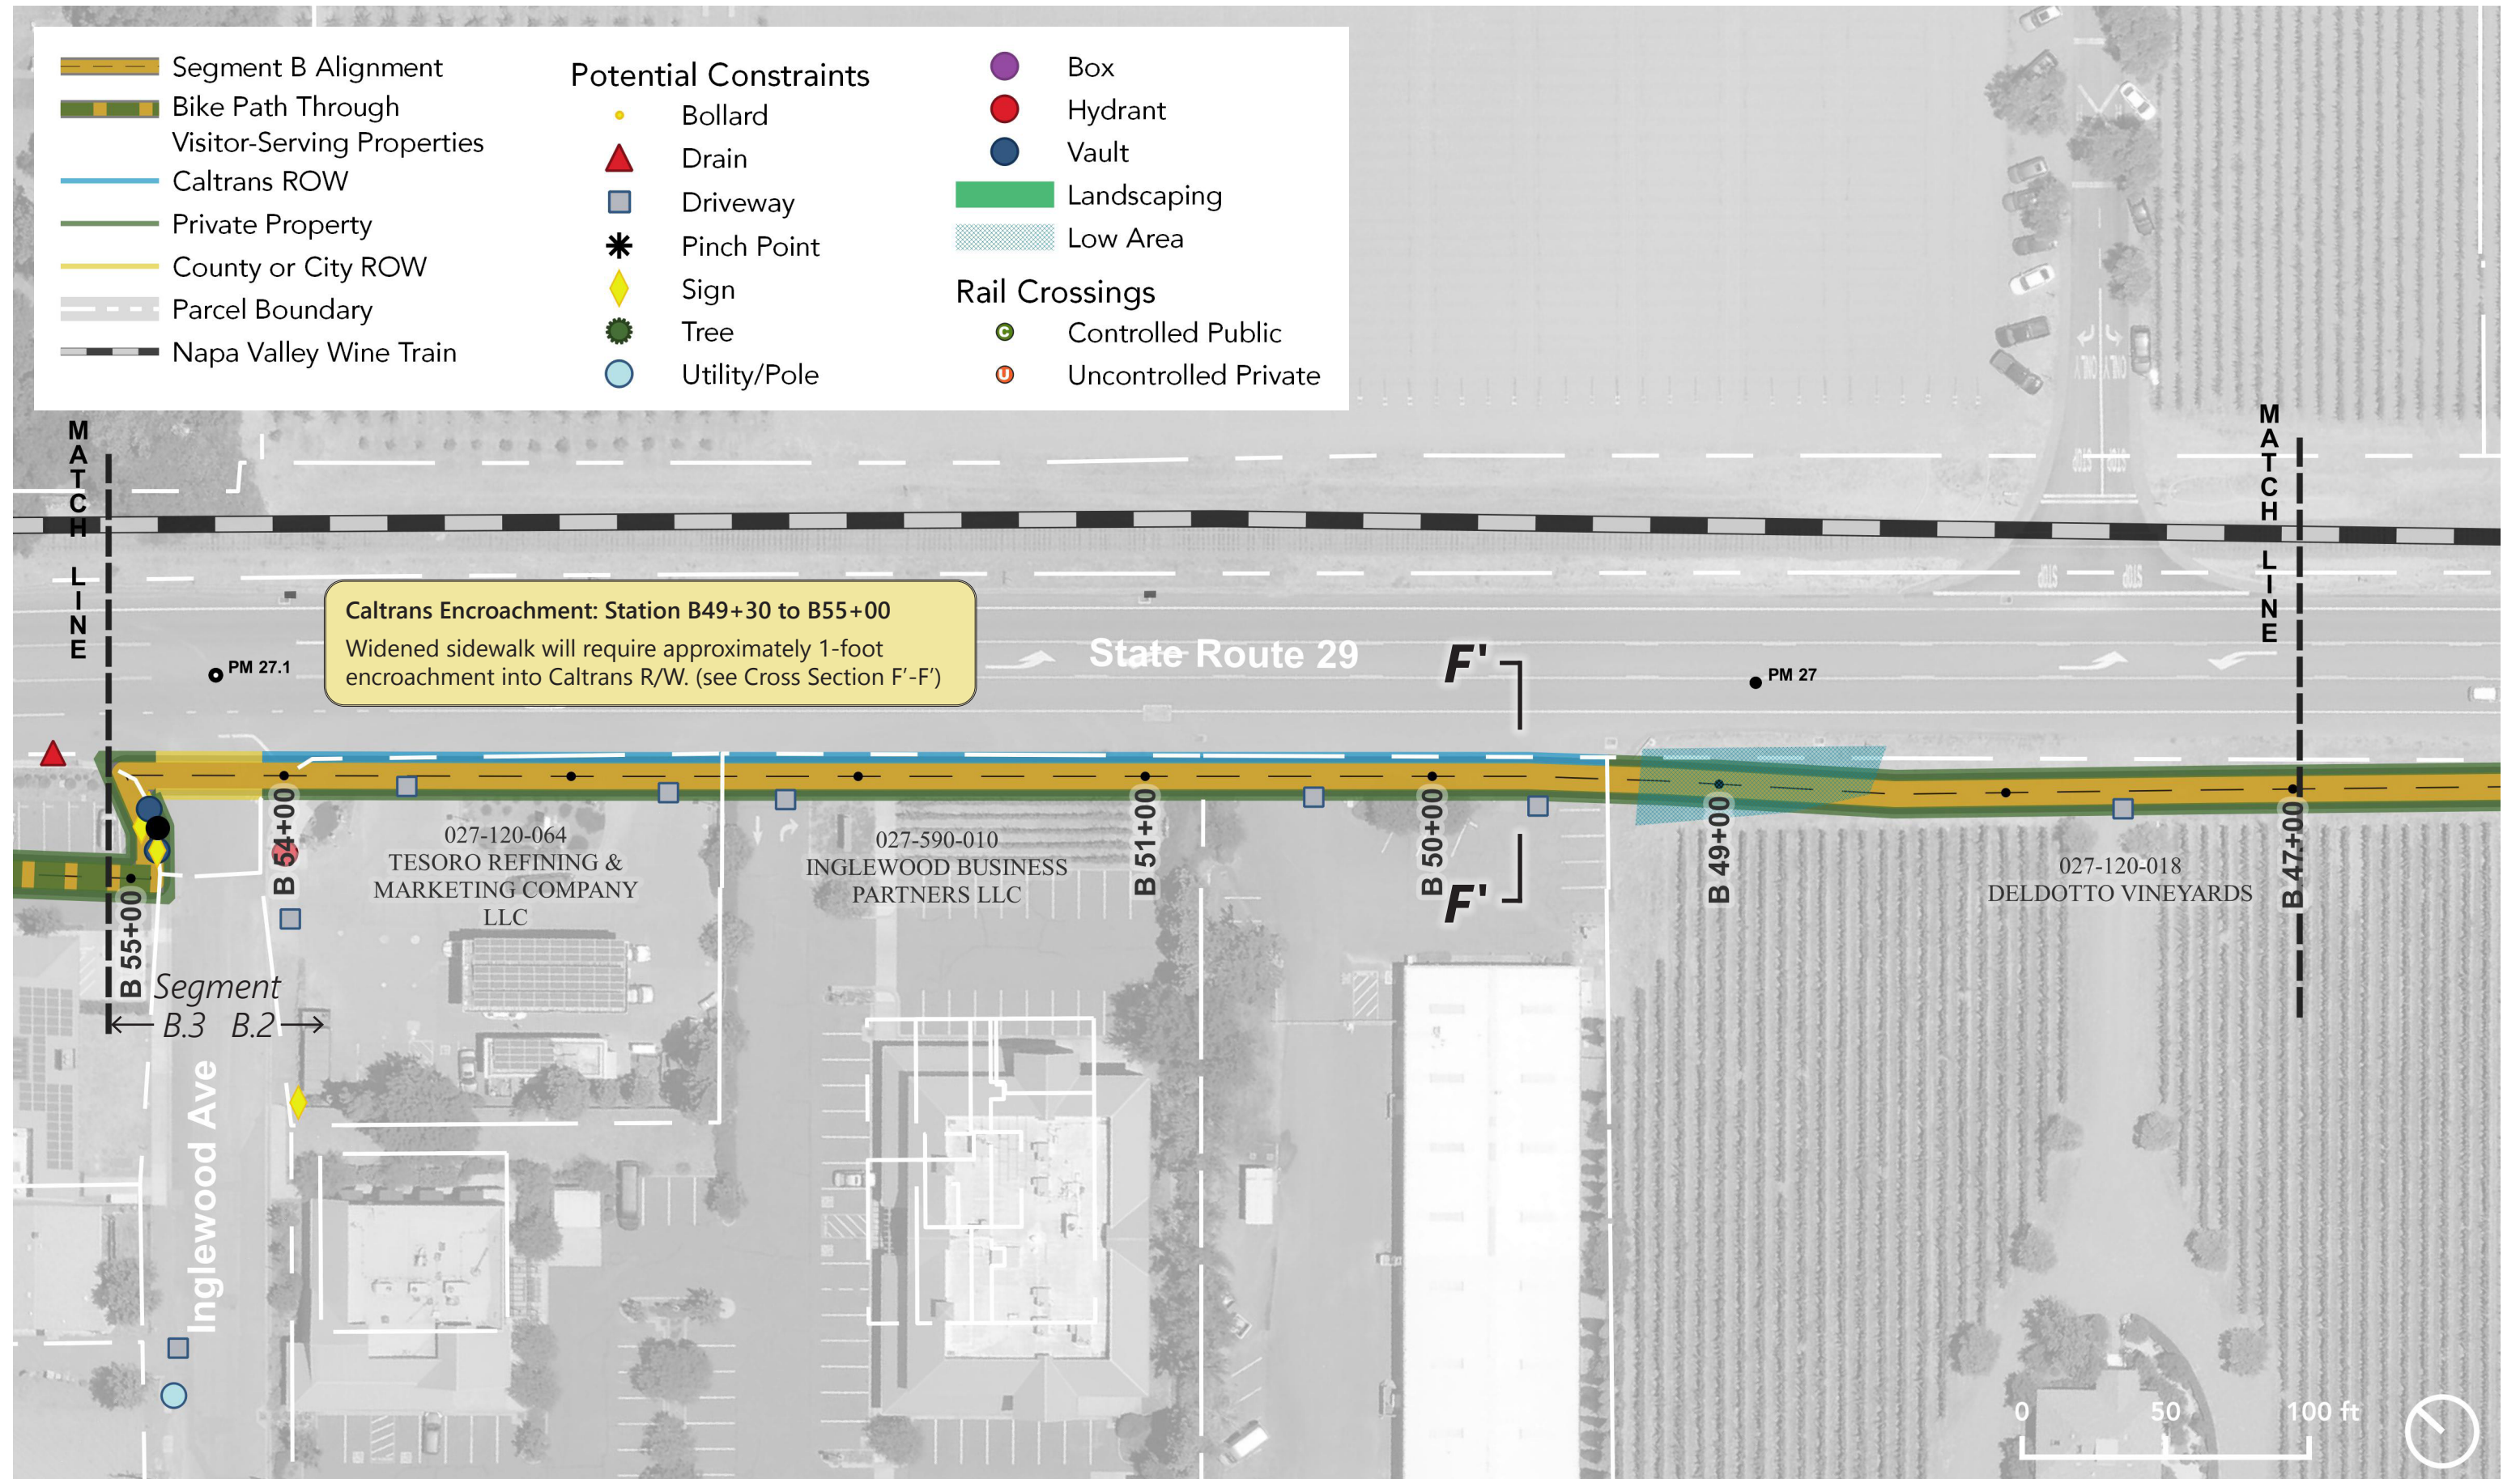 Segment B Alignment
Bike Path Through
Visitor-Serving Properties
Caltrans ROW
Private Property
County or City ROW
Parcel Boundary
Napa Valley Wine Train
Potential Constraints
Bollard
Drain
Driveway
Pinch Point
Sign
Tree
Utility/Pole
Box
Hydrant
Vault
Landscaping
Low Area
Rail Crossings
C Controlled Public
U Uncontrolled Private
MATCH LINE
MATCH LINE
ONLY
ONLY
STOP
STOP
STOP
STOP
Caltrans Encroachment: Station B49+30 to B55+00
Widened sidewalk will require approximately 1-foot
encroachment into Caltrans R/W. (see Cross Section F'-F')
State Route 29
PM 27.1
PM 27
F'
F'
B 55+00
B 54+00
B 51+00
B 50+00
B 49+00
B 47+00
027-120-064
TESORO REFINING &
MARKETING COMPANY
LLC
027-590-010
INGLEWOOD BUSINESS
PARTNERS LLC
027-120-018
DELDOTTO VINEYARDS
Segment
B.3 B.2
Inglewood Ave
0 50 100 ft